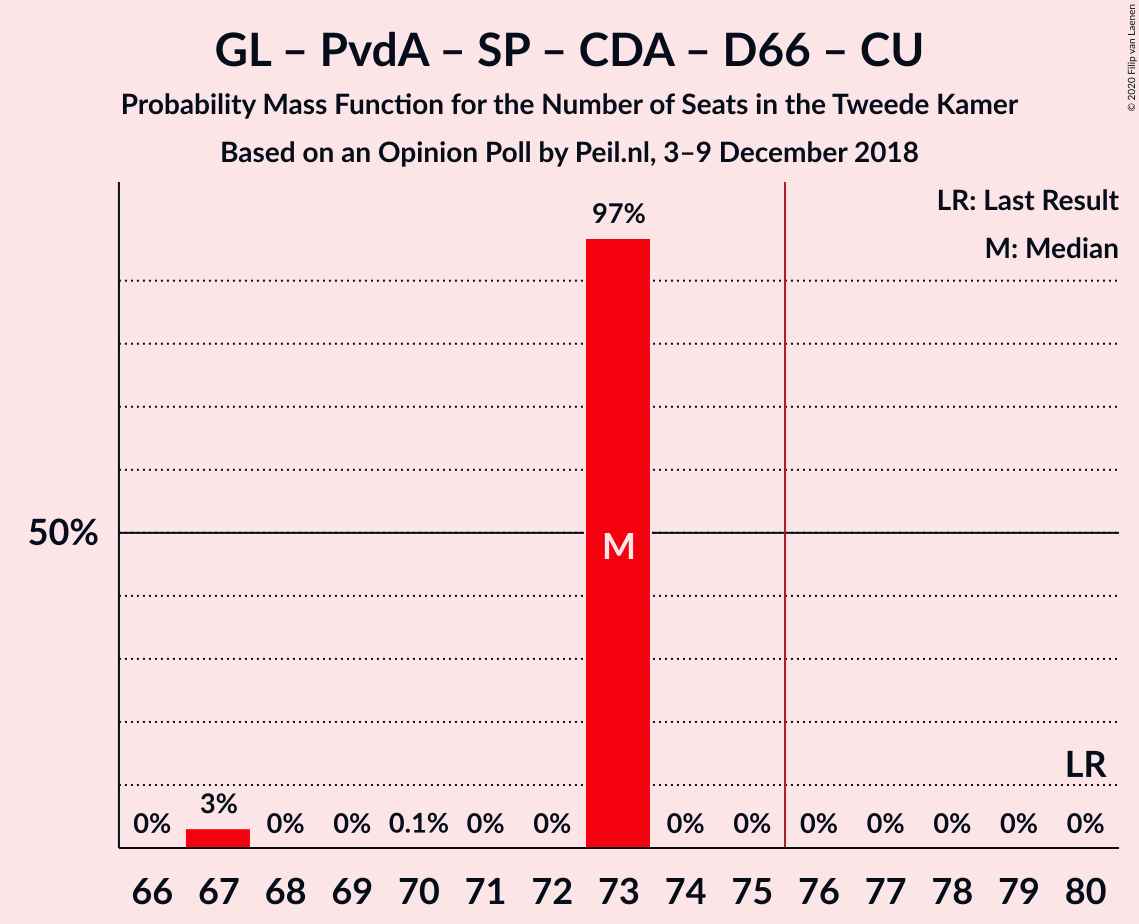 GL – PvdA – SP – CDA – D66 – CU
Probability Mass Function for the Number of Seats in the Tweede Kamer
Based on an Opinion Poll by Peil.nl, 3–9 December 2018
© 2020 Filip van Laenen
LR: Last Result
M: Median
97%
50%
M
LR
3%
0% 0% 0% 0.1% 0% 0% 0% 0% 0% 0% 0% 0% 0%
66 67 68 69 70 71 72 73 74 75 76 77 78 79 80